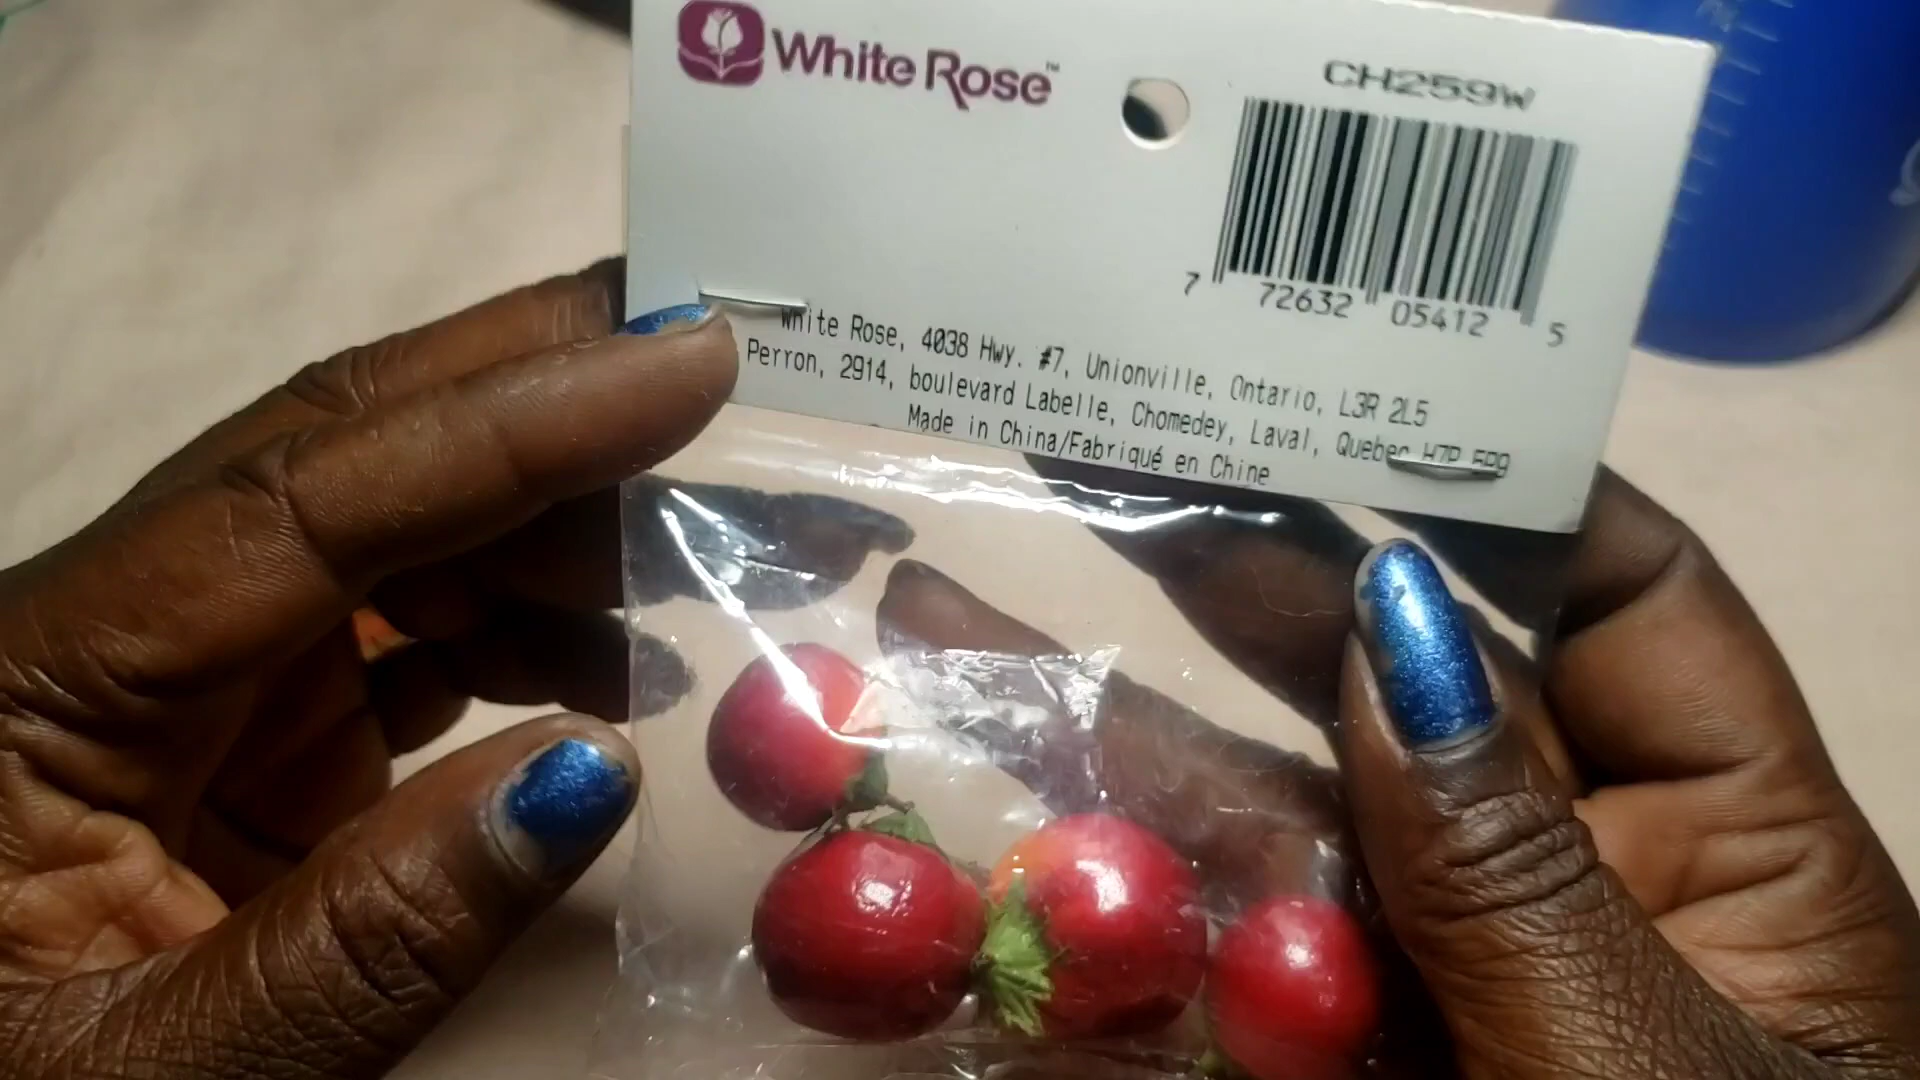 White Rose™
CH259W
7 72632 05412 5
White Rose, 4038 Hwy. #7, Unionville, Ontario, L3R 2L5
Perron, 2914, boulevard Labelle, Chomedey, Laval, Quebec
Made in China/Fabriqué en Chine